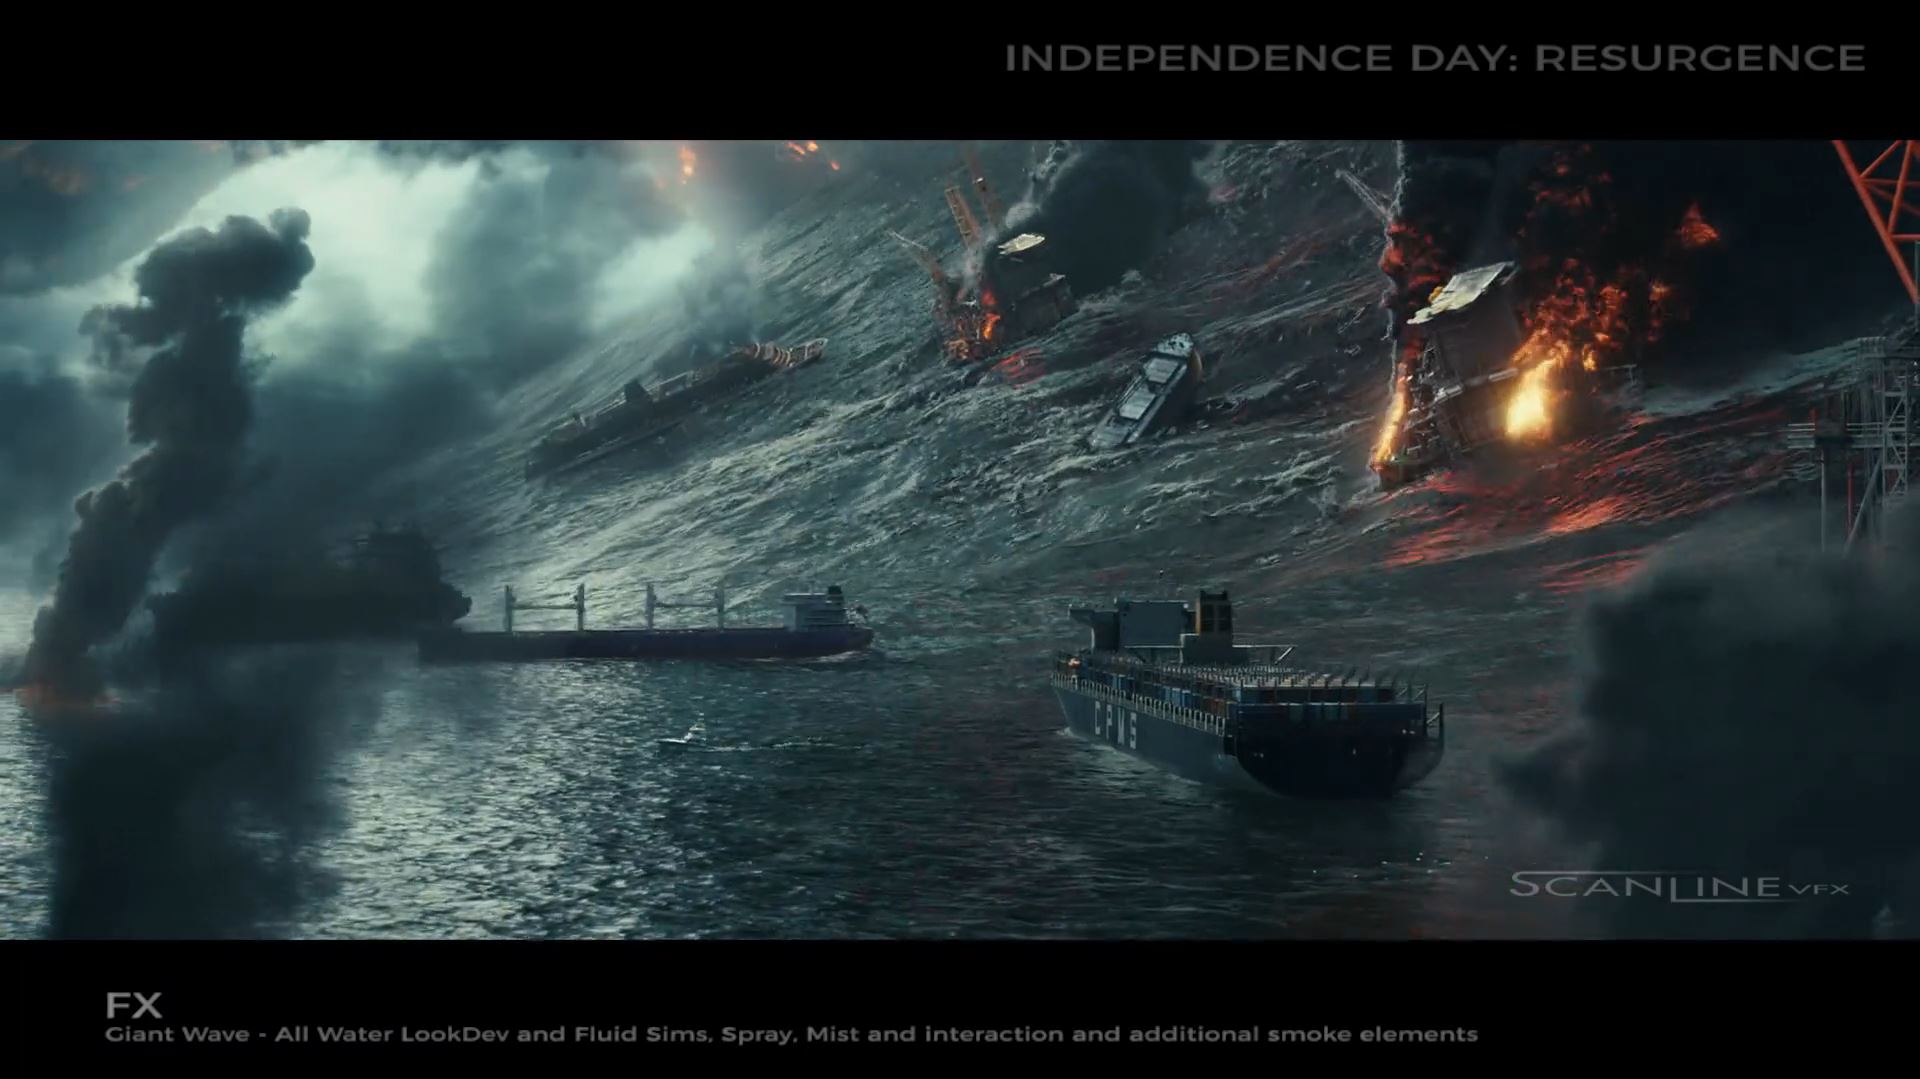 INDEPENDENCE DAY: RESURGENCE
CPWS
SCANLINE VFX
FX
Giant Wave - All Water LookDev and Fluid Sims, Spray, Mist and interaction and additional smoke elements